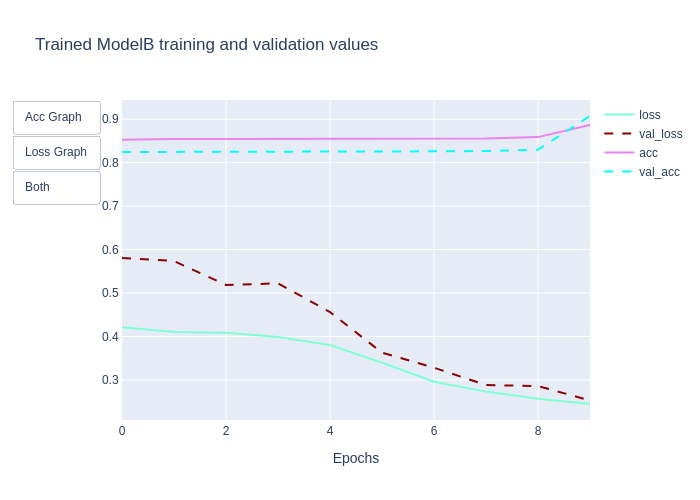 Trained ModelB training and validation values
Acc Graph
Loss Graph
Both
0.9
0.8
0.7
0.6
0.5
0.4
0.3
0
2
4
6
8
Epochs
loss
val_loss
acc
val_acc